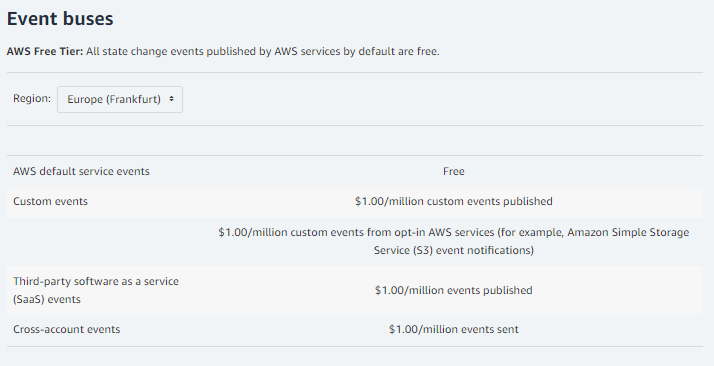 Event buses
AWS Free Tier: All state change events published by AWS services by default are free.
Region: Europe (Frankfurt)
AWS default service events Free
Custom events $1.00/million custom events published
$1.00/million custom events from opt-in AWS services (for example, Amazon Simple Storage
Service (S3) event notifications)
Third-party software as a service
(SaaS) events
$1.00/million events published
Cross-account events $1.00/million events sent